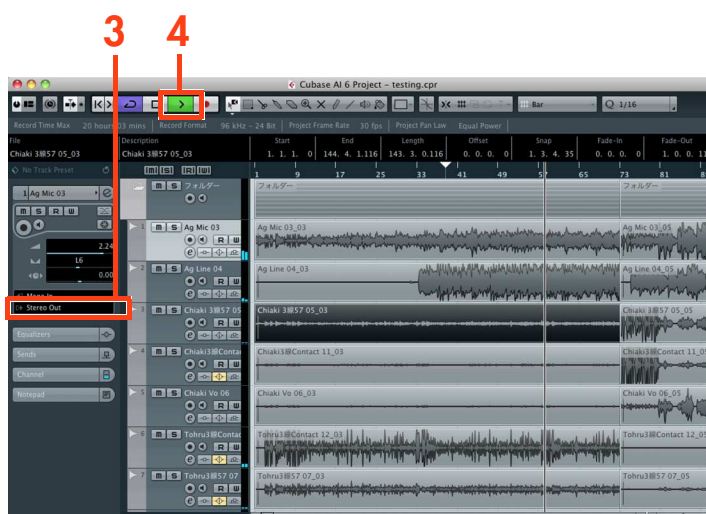 3 4
Cubase AI 6 Project - testing.cpr
Bar Q 1/16
Record Time Max 20 hours 03 mins Record Format 96 kHz - 24 Bit Project Frame Rate 30 fps Project Pan Law Equal Power
File Description Start End Length Offset Snap Fade-In Fade-Out
Chiaki 3線57 05_03 Chiaki 3線57 05_03 1. 1. 1. 0 144. 4. 1.116 143. 3. 0.116 0. 0. 0. 0 1. 3. 4. 35 0. 0. 0. 0 1. 0. 0. 11
No Track Preset M S R W 1 9 17 25 33 41 49 57 65 73 81
フォルダー フォルダー フォルダー
1 Ag Mic 03
M S R W
2.24
L6
0.00
Stereo Out
Equalizers
Sends
Channel
Notepad
1 M S Ag Mic 03 Ag Mic 03_03 Ag Mic 03_05
R W
e
2 M S Ag Line 04 Ag Line 04_03 Ag Line 04_05
R W
e
3 M S Chiaki 3線57 05 Chiaki 3線57 05_03 Chiaki 3線57 05_05
R W
e
4 M S Chiaki3線Contac Chiaki3線Contact 11_03 Chiaki3線Contact 11_05
R W
e
5 M S Chiaki Vo 06 Chiaki Vo 06_03 Chiaki Vo 06_05
R W
e
6 M S Tohru3線Contac Tohru3線Contact 12_03 Tohru3線Contact 12_05
R W
e
7 M S Tohru3線57 07 Tohru3線57 07_03 Tohru3線57 07_05
R W
e